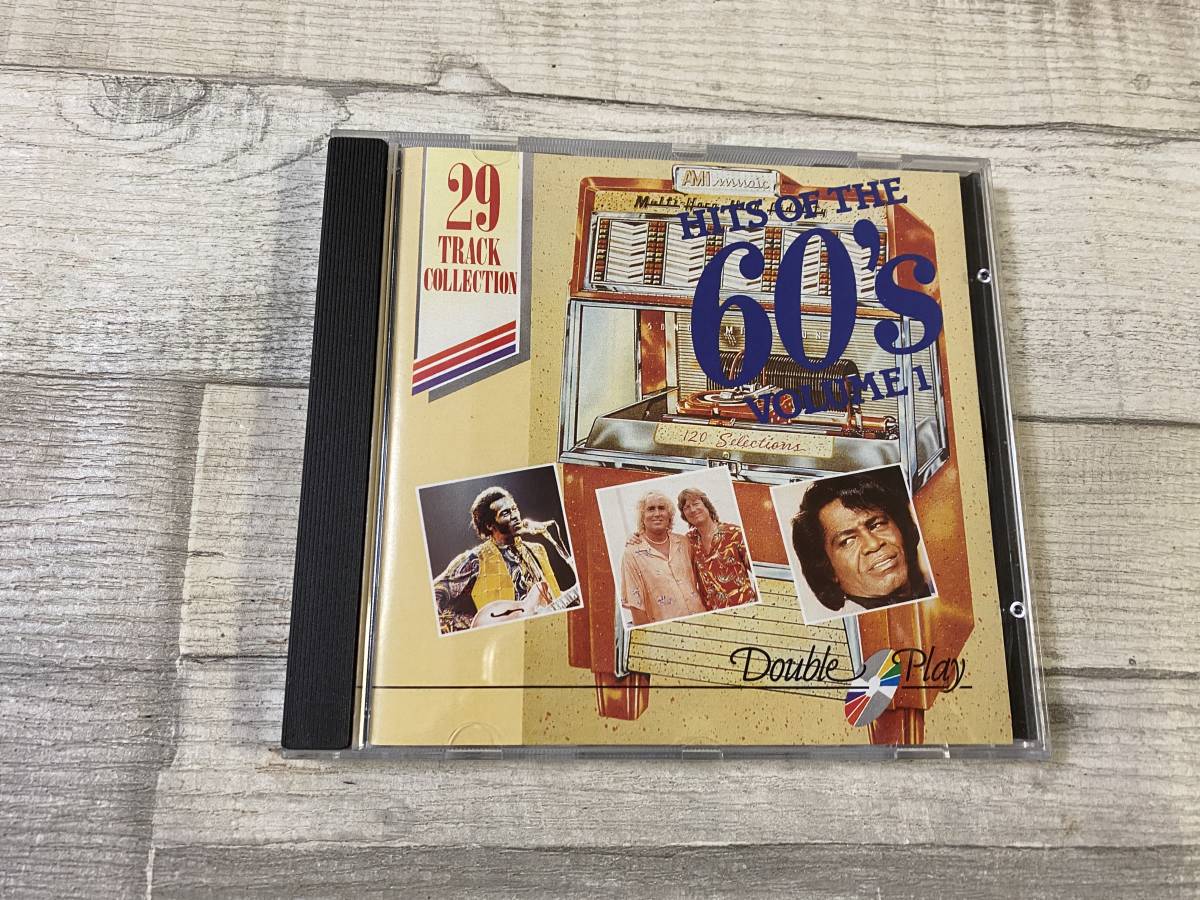 29
TRACK
COLLECTION
AMI music
HITS OF THE
60's
VOLUME 1
120 Selections
Double Play